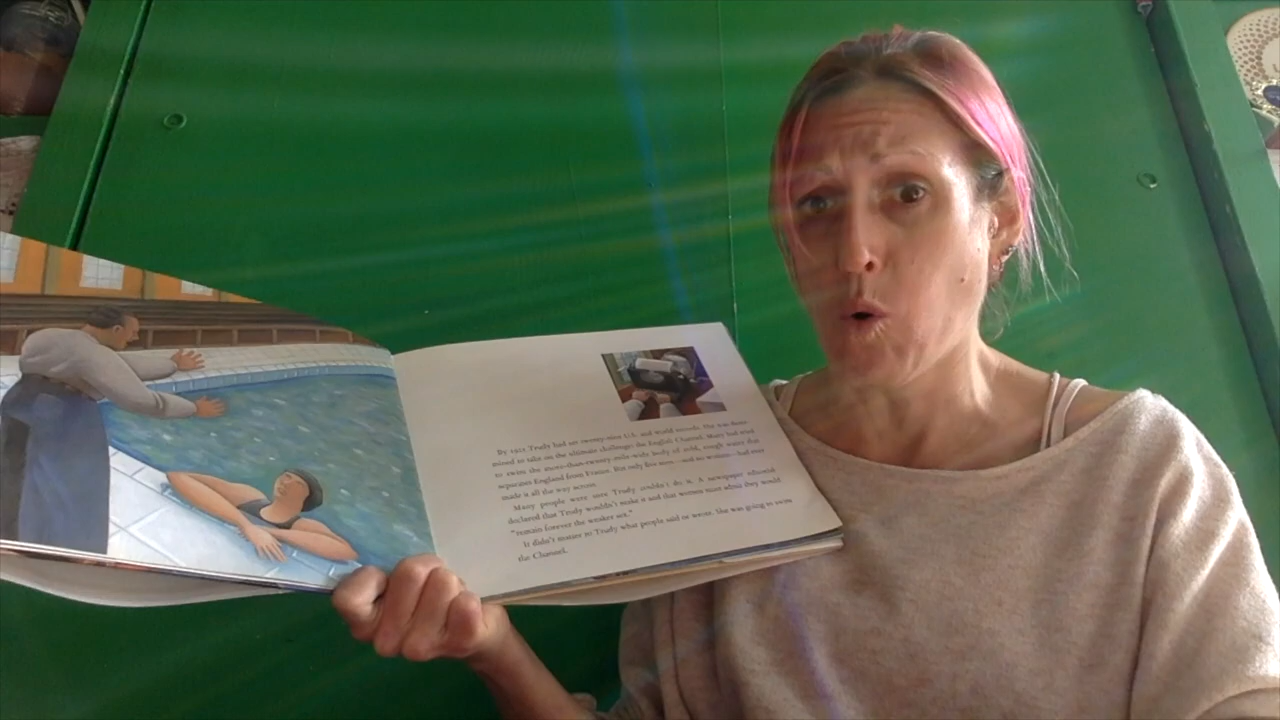 By 1925 Trudy had set twenty-nine U.S. and world records. She was deter-
mined to take on the ultimate challenge: the English Channel. Many had tried
to swim the more-than-twenty-mile-wide body of cold, rough water that
separates England from France. But only five men—and no women—had ever
made it all the way across.
Many people were sure Trudy couldn't do it. A newspaper editorial
declared that Trudy wouldn't make it and that women must admit they would
"remain forever the weaker sex."
It didn't matter to Trudy what people said or wrote. She was going to swim
the Channel.